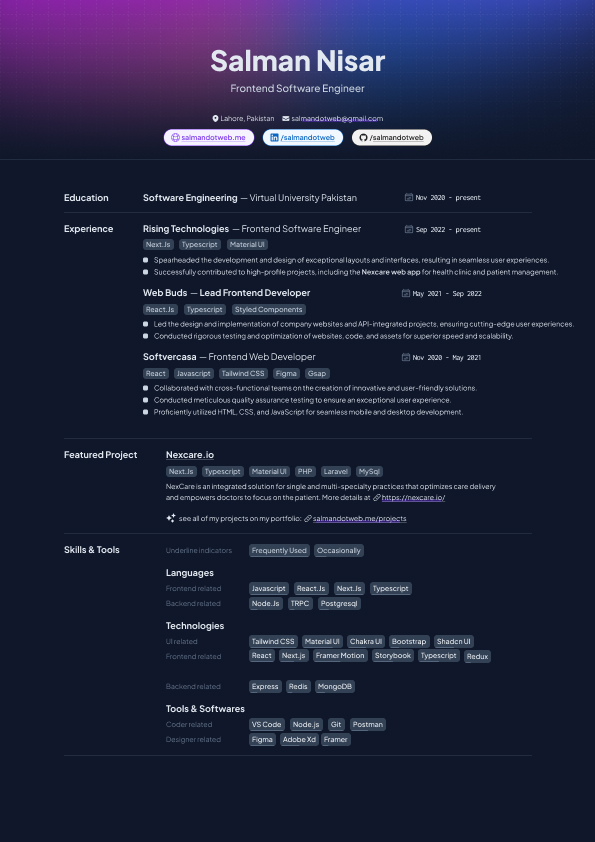 Salman Nisar
Frontend Software Engineer
Lahore, Pakistan salmandotweb@gmail.com
salmandotweb.me /salmandotweb /salmandotweb
Education Software Engineering — Virtual University Pakistan Nov 2020 - present
Experience Rising Technologies — Frontend Software Engineer Sep 2022 - present
Next.Js Typescript Material UI
Spearheaded the development and design of exceptional layouts and interfaces, resulting in seamless user experiences.
Successfully contributed to high-profile projects, including the Nexcare web app for health clinic and patient management.
Web Buds — Lead Frontend Developer May 2021 - Sep 2022
React.Js Typescript Styled Components
Led the design and implementation of company websites and API-integrated projects, ensuring cutting-edge user experiences.
Conducted rigorous testing and optimization of websites, code, and assets for superior speed and scalability.
Softvercasa — Frontend Web Developer Nov 2020 - May 2021
React Javascript Tailwind CSS Figma Gsap
Collaborated with cross-functional teams on the creation of innovative and user-friendly solutions.
Conducted meticulous quality assurance testing to ensure an exceptional user experience.
Proficiently utilized HTML, CSS, and JavaScript for seamless mobile and desktop development.
Featured Project Nexcare.io
Next.Js Typescript Material UI PHP Laravel MySql
NexCare is an integrated solution for single and multi-specialty practices that optimizes care delivery
and empowers doctors to focus on the patient. More details at https://nexcare.io/
see all of my projects on my portfolio: salmandotweb.me/projects
Skills & Tools Underline indicators Frequently Used Occasionally
Languages
Frontend related Javascript React.Js Next.Js Typescript
Backend related Node.Js TRPC Postgresql
Technologies
UI related Tailwind CSS Material UI Chakra UI Bootstrap Shadcn UI
Frontend related React Next.js Framer Motion Storybook Typescript Redux
Backend related Express Redis MongoDB
Tools & Softwares
Coder related VS Code Node.js Git Postman
Designer related Figma Adobe Xd Framer